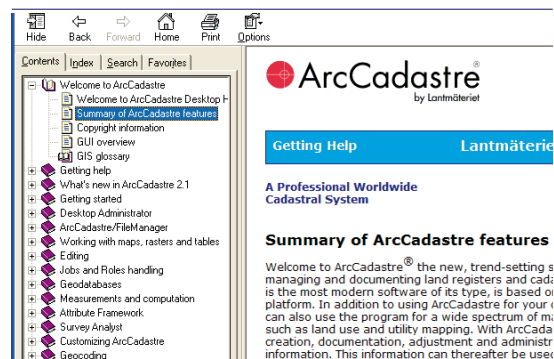 Hide Back Forward Home Print Options
Contents Index Search Favorites
Welcome to ArcCadastre
Welcome to ArcCadastre Desktop H
Summary of ArcCadastre features
Copyright information
GUI overview
GIS glossary
Getting help
What's new in ArcCadastre 2.1
Getting started
Desktop Administrator
ArcCadastre/FileManager
Working with maps, rasters and tables
Editing
Jobs and Roles handling
Geodatabases
Measurements and computation
Attribute Framework
Survey Analyst
Customizing ArcCadastre
Geocoding
ArcCadastre®
by Lantmäteriet
Getting Help Lantmäterie
A Professional Worldwide
Cadastral System
Summary of ArcCadastre features
Welcome to ArcCadastre® the new, trend-setting s
managing and documenting land registers and cada
is the most modern software of its type, is based on
platform. In addition to using ArcCadastre for your c
can also use the program for a wide spectrum of ma
such as land use and utility mapping. With ArcCadas
creation, documentation, adjustment and administr
information. This information can thereafter be used